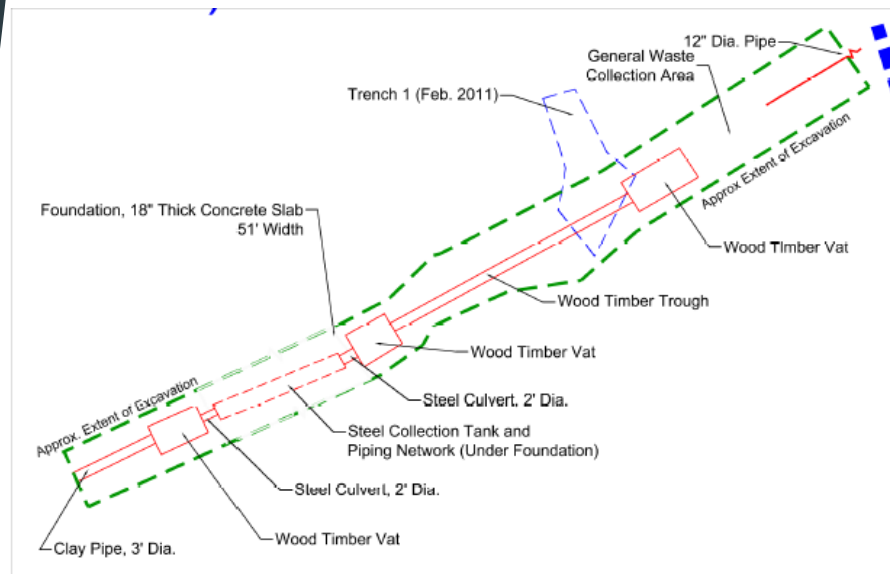 12" Dia. Pipe
General Waste
Collection Area
Trench 1 (Feb. 2011)
Approx Extent of Excavation
Foundation, 18" Thick Concrete Slab
51' Width
Wood Timber Vat
Wood Timber Trough
Wood Timber Vat
Steel Culvert, 2' Dia.
Approx. Extent of Excavation
Steel Collection Tank and
Piping Network (Under Foundation)
Steel Culvert, 2' Dia.
Wood Timber Vat
Clay Pipe, 3' Dia.